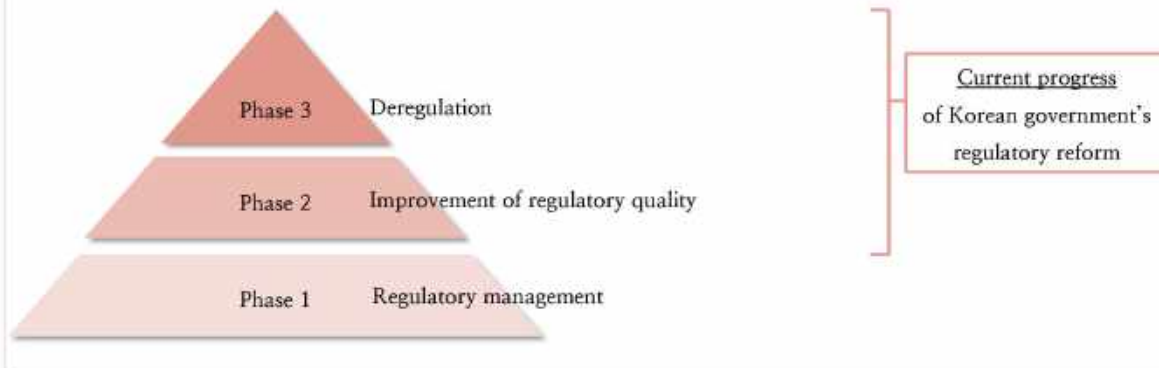 Phase 3 Deregulation
Phase 2 Improvement of regulatory quality
Phase 1 Regulatory management
Current progress
of Korean government's
regulatory reform